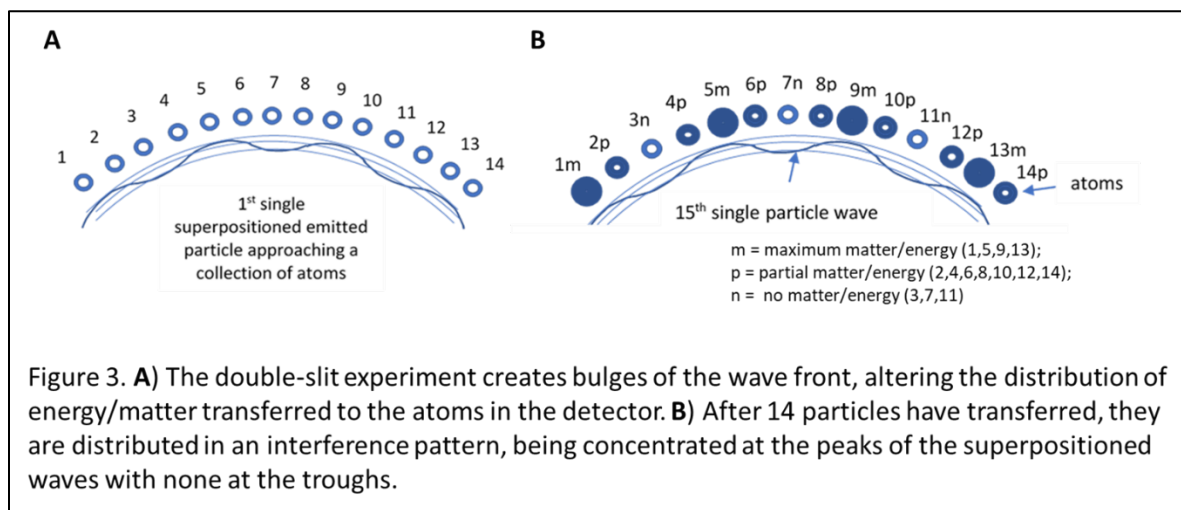 A
1
2
3
4
5
6
7
8
9
10
11
12
13
14
1st single
superpositioned emitted
particle approaching a
collection of atoms
B
1m
2p
3n
4p
5m
6p
7n
8p
9m
10p
11n
12p
13m
14p
atoms
15th single particle wave
m = maximum matter/energy (1,5,9,13);
p = partial matter/energy (2,4,6,8,10,12,14);
n = no matter/energy (3,7,11)
Figure 3. A) The double-slit experiment creates bulges of the wave front, altering the distribution of
energy/matter transferred to the atoms in the detector. B) After 14 particles have transferred, they
are distributed in an interference pattern, being concentrated at the peaks of the superpositioned
waves with none at the troughs.